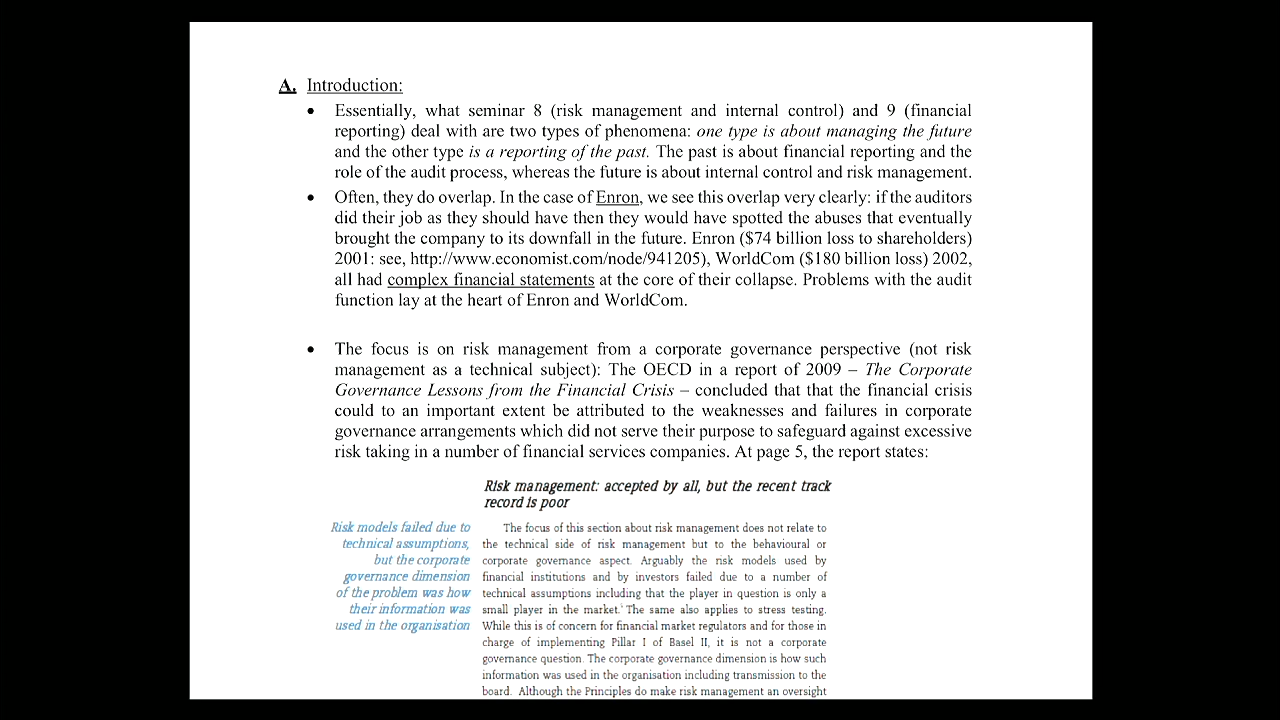 A. Introduction:
• Essentially, what seminar 8 (risk management and internal control) and 9 (financial
reporting) deal with are two types of phenomena: one type is about managing the future
and the other type is a reporting of the past. The past is about financial reporting and the
role of the audit process, whereas the future is about internal control and risk management.
• Often, they do overlap. In the case of Enron, we see this overlap very clearly: if the auditors
did their job as they should have then they would have spotted the abuses that eventually
brought the company to its downfall in the future. Enron ($74 billion loss to shareholders)
2001: see, http://www.economist.com/node/941205), WorldCom ($180 billion loss) 2002,
all had complex financial statements at the core of their collapse. Problems with the audit
function lay at the heart of Enron and WorldCom.
• The focus is on risk management from a corporate governance perspective (not risk
management as a technical subject): The OECD in a report of 2009 – The Corporate
Governance Lessons from the Financial Crisis – concluded that that the financial crisis
could to an important extent be attributed to the weaknesses and failures in corporate
governance arrangements which did not serve their purpose to safeguard against excessive
risk taking in a number of financial services companies. At page 5, the report states:
Risk management: accepted by all, but the recent track
record is poor
Risk models failed due to
technical assumptions,
but the corporate
governance dimension
of the problem was how
their information was
used in the organisation
The focus of this section about risk management does not relate to
the technical side of risk management but to the behavioural or
corporate governance aspect. Arguably the risk models used by
financial institutions and by investors failed due to a number of
technical assumptions including that the player in question is only a
small player in the market. The same also applies to stress testing.
While this is of concern for financial market regulators and for those in
charge of implementing Pillar I of Basel II, it is not a corporate
governance question. The corporate governance dimension is how such
information was used in the organisation including transmission to the
board. Although the Principles do make risk management an oversight